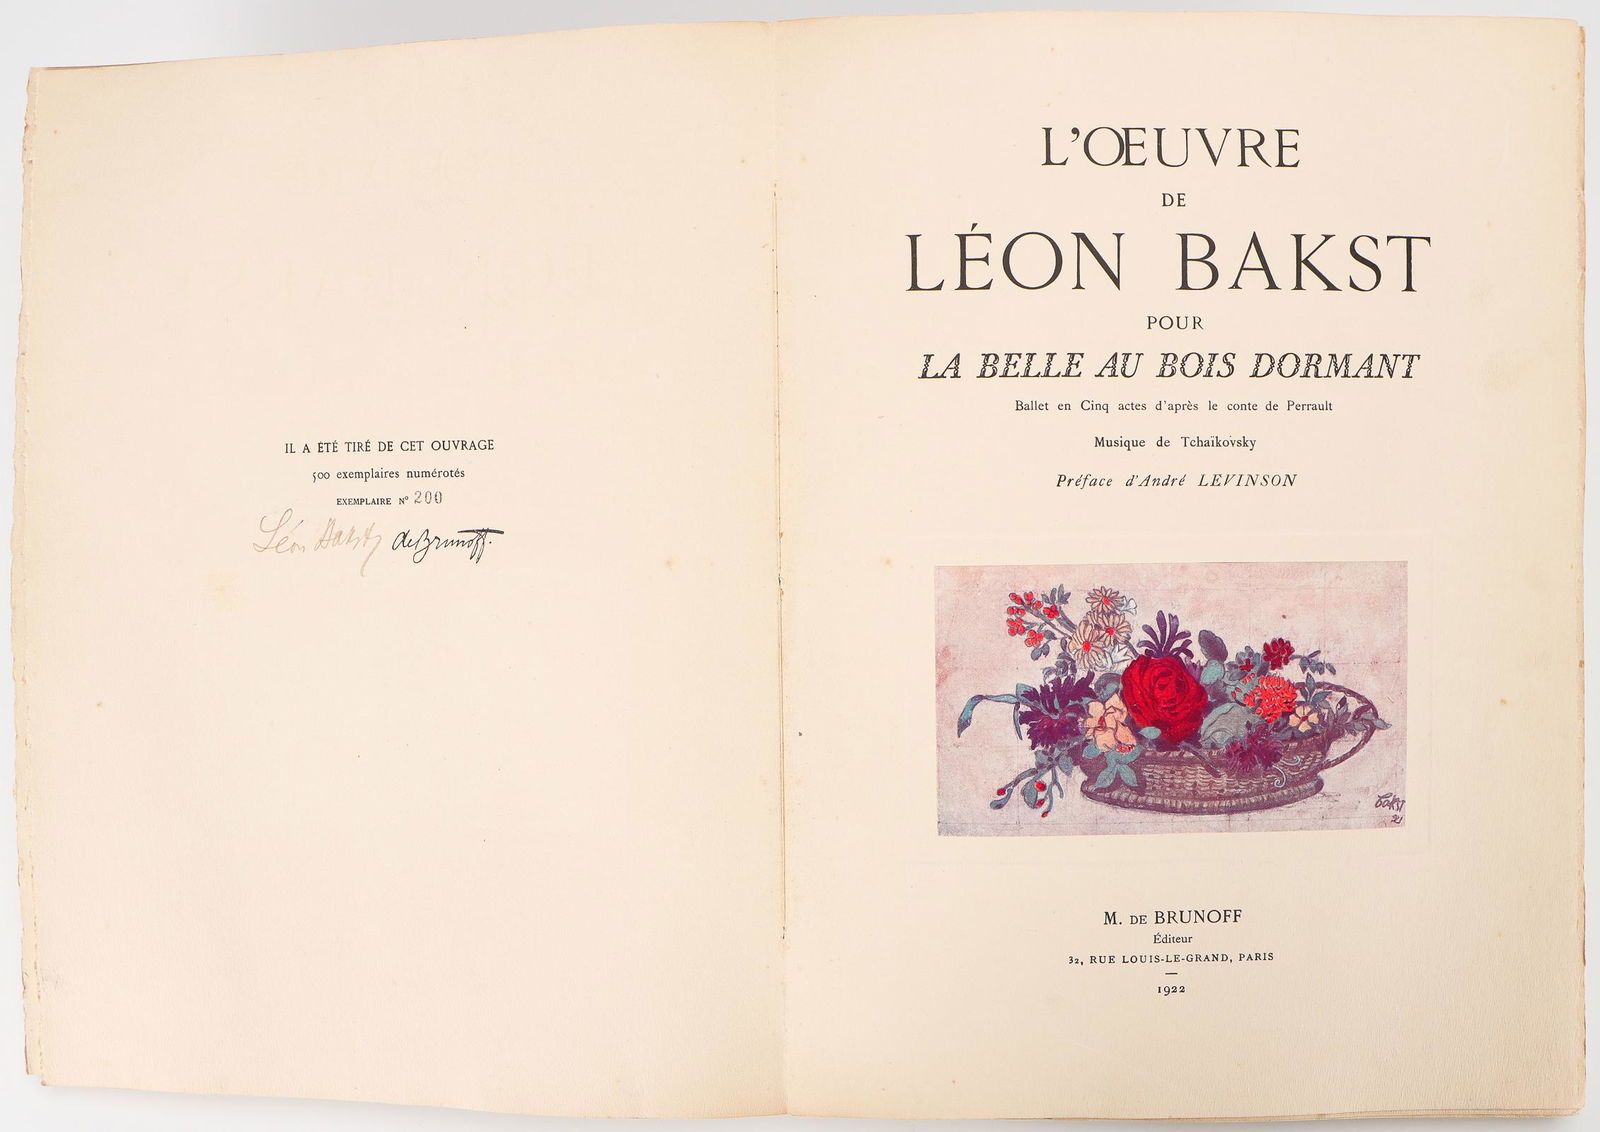 IL A ÉTÉ TIRÉ DE CET OUVRAGE
500 exemplaires numérotés
EXEMPLAIRE N° 200
Léon Bakst de Brunoff.
L'ŒUVRE
DE
LÉON BAKST
POUR
LA BELLE AU BOIS DORMANT
Ballet en Cinq actes d'après le conte de Perrault
Musique de Tchaïkovsky
Préface d'André LEVINSON
Bakst
21
M. DE BRUNOFF
Éditeur
32, RUE LOUIS-LE-GRAND, PARIS
1922